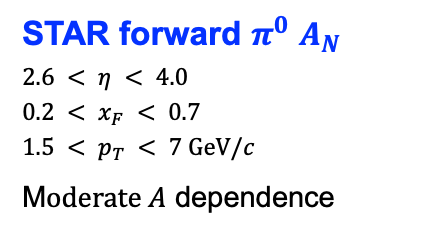 STAR forward π⁰ A_N
2.6 < η < 4.0
0.2 < x_F < 0.7
1.5 < p_T < 7 GeV/c
Moderate A dependence